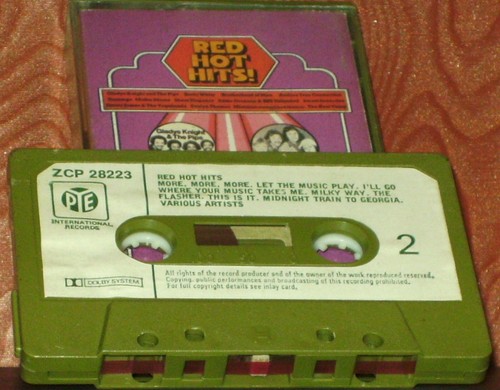 RED
HOT
HITS!
Gladys Knight
& The Pips
ZCP 28223
PYE
INTERNATIONAL
RECORDS
RED HOT HITS
MORE, MORE, MORE. LET THE MUSIC PLAY. I'LL GO
WHERE YOUR MUSIC TAKES ME. MILKY WAY. THE
FLASHER. THIS IS IT. MIDNIGHT TRAIN TO GEORGIA.
VARIOUS ARTISTS
2
DOLBY SYSTEM
All rights of the record producer and of the owner of the work reproduced reserved.
Copying, public performances and broadcasting of this recording prohibited.
For full copyright details see inlay card.